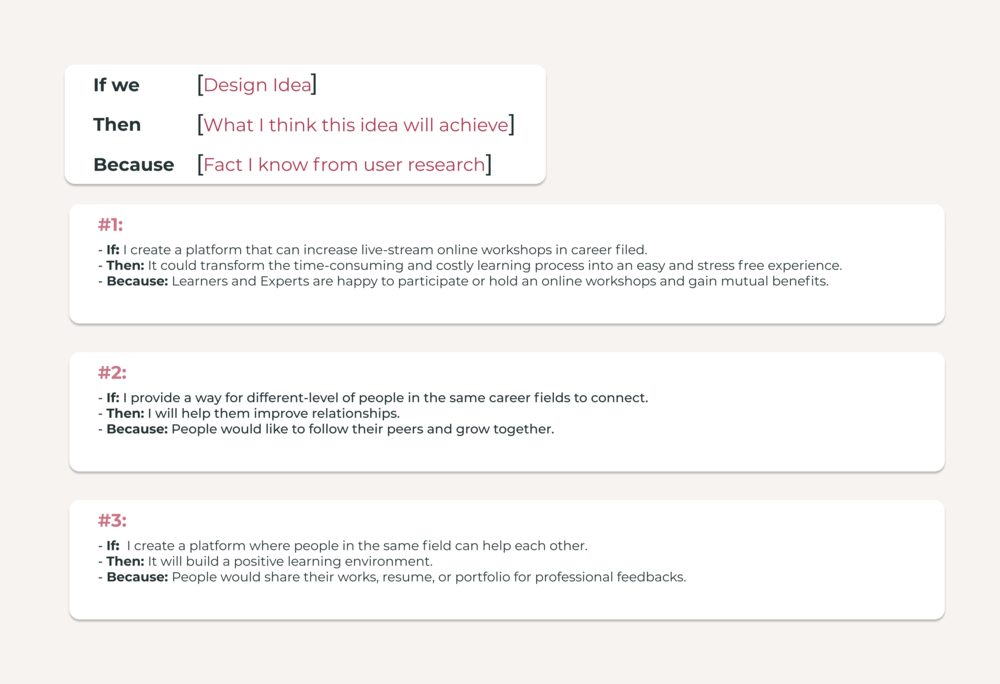 If we [Design Idea]
Then [What I think this idea will achieve]
Because [Fact I know from user research]
#1:
- If: I create a platform that can increase live-stream online workshops in career filed.
- Then: It could transform the time-consuming and costly learning process into an easy and stress free experience.
- Because: Learners and Experts are happy to participate or hold an online workshops and gain mutual benefits.
#2:
- If: I provide a way for different-level of people in the same career fields to connect.
- Then: I will help them improve relationships.
- Because: People would like to follow their peers and grow together.
#3:
- If: I create a platform where people in the same field can help each other.
- Then: It will build a positive learning environment.
- Because: People would share their works, resume, or portfolio for professional feedbacks.